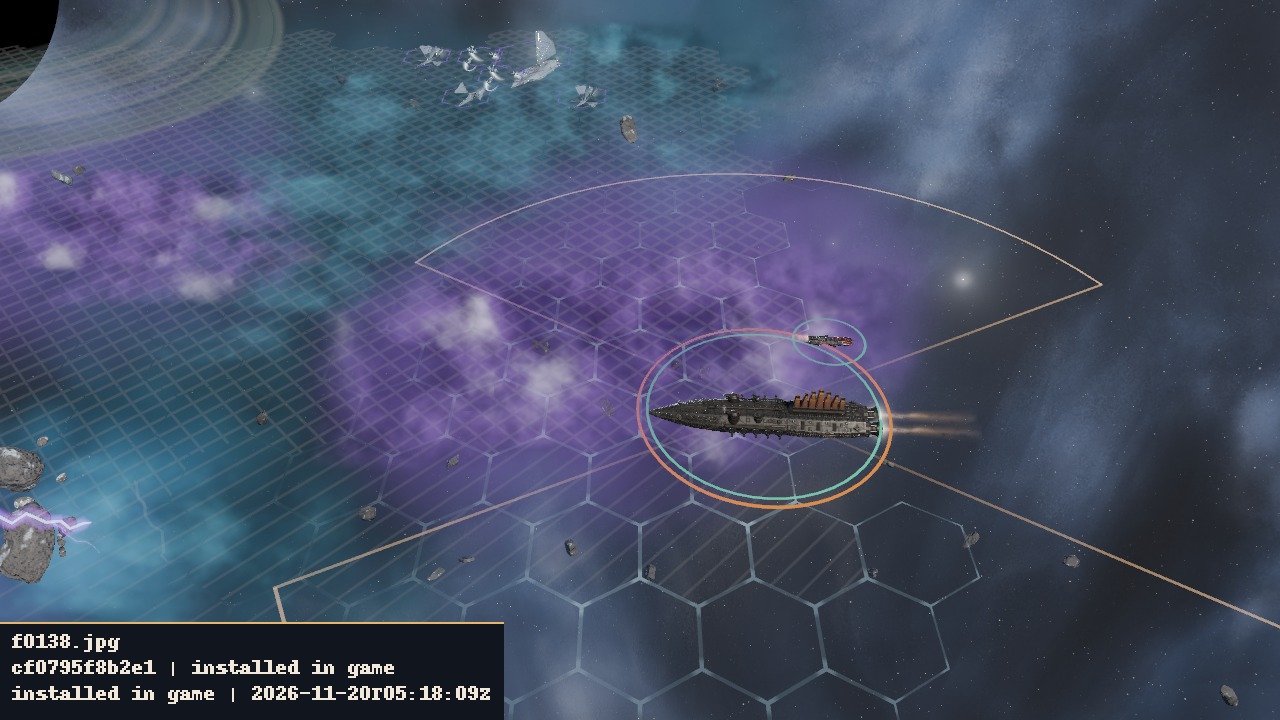 f0138.jpg
cf0795f8b2e1 | installed in game
installed in game | 2026-11-20T05:18:09Z